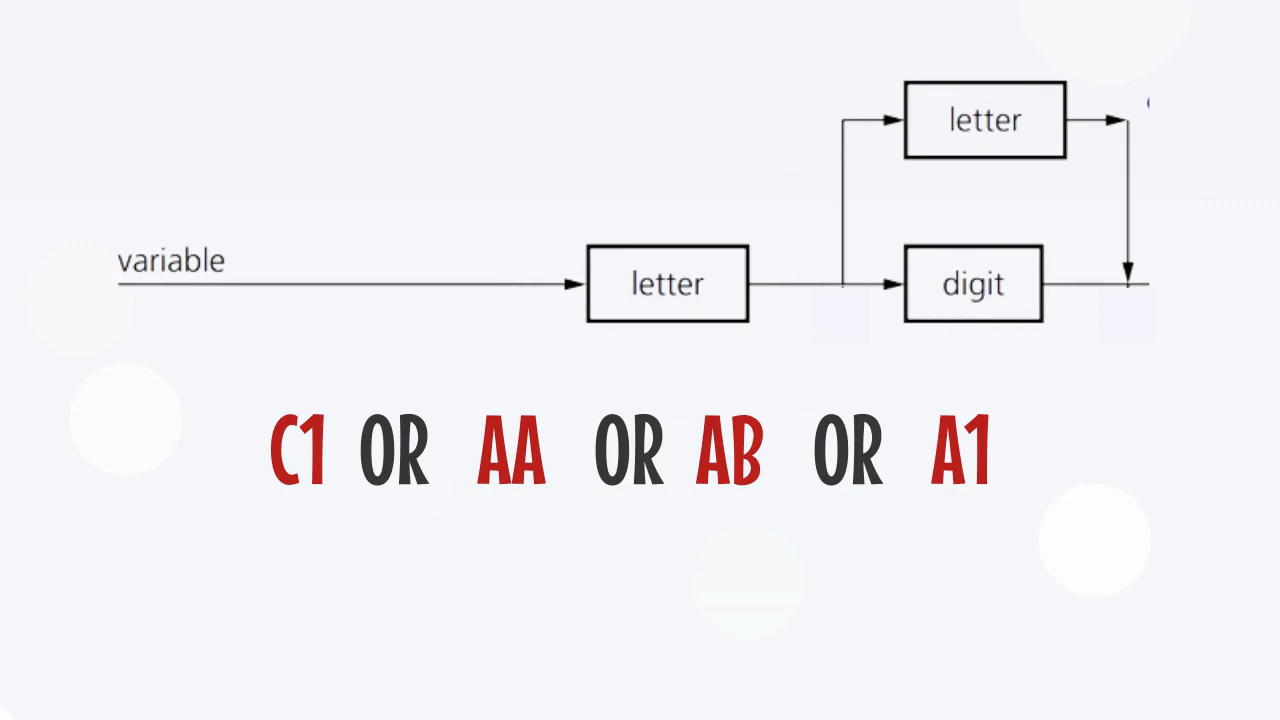 letter
variable
letter
digit
C1 OR AA OR AB OR A1